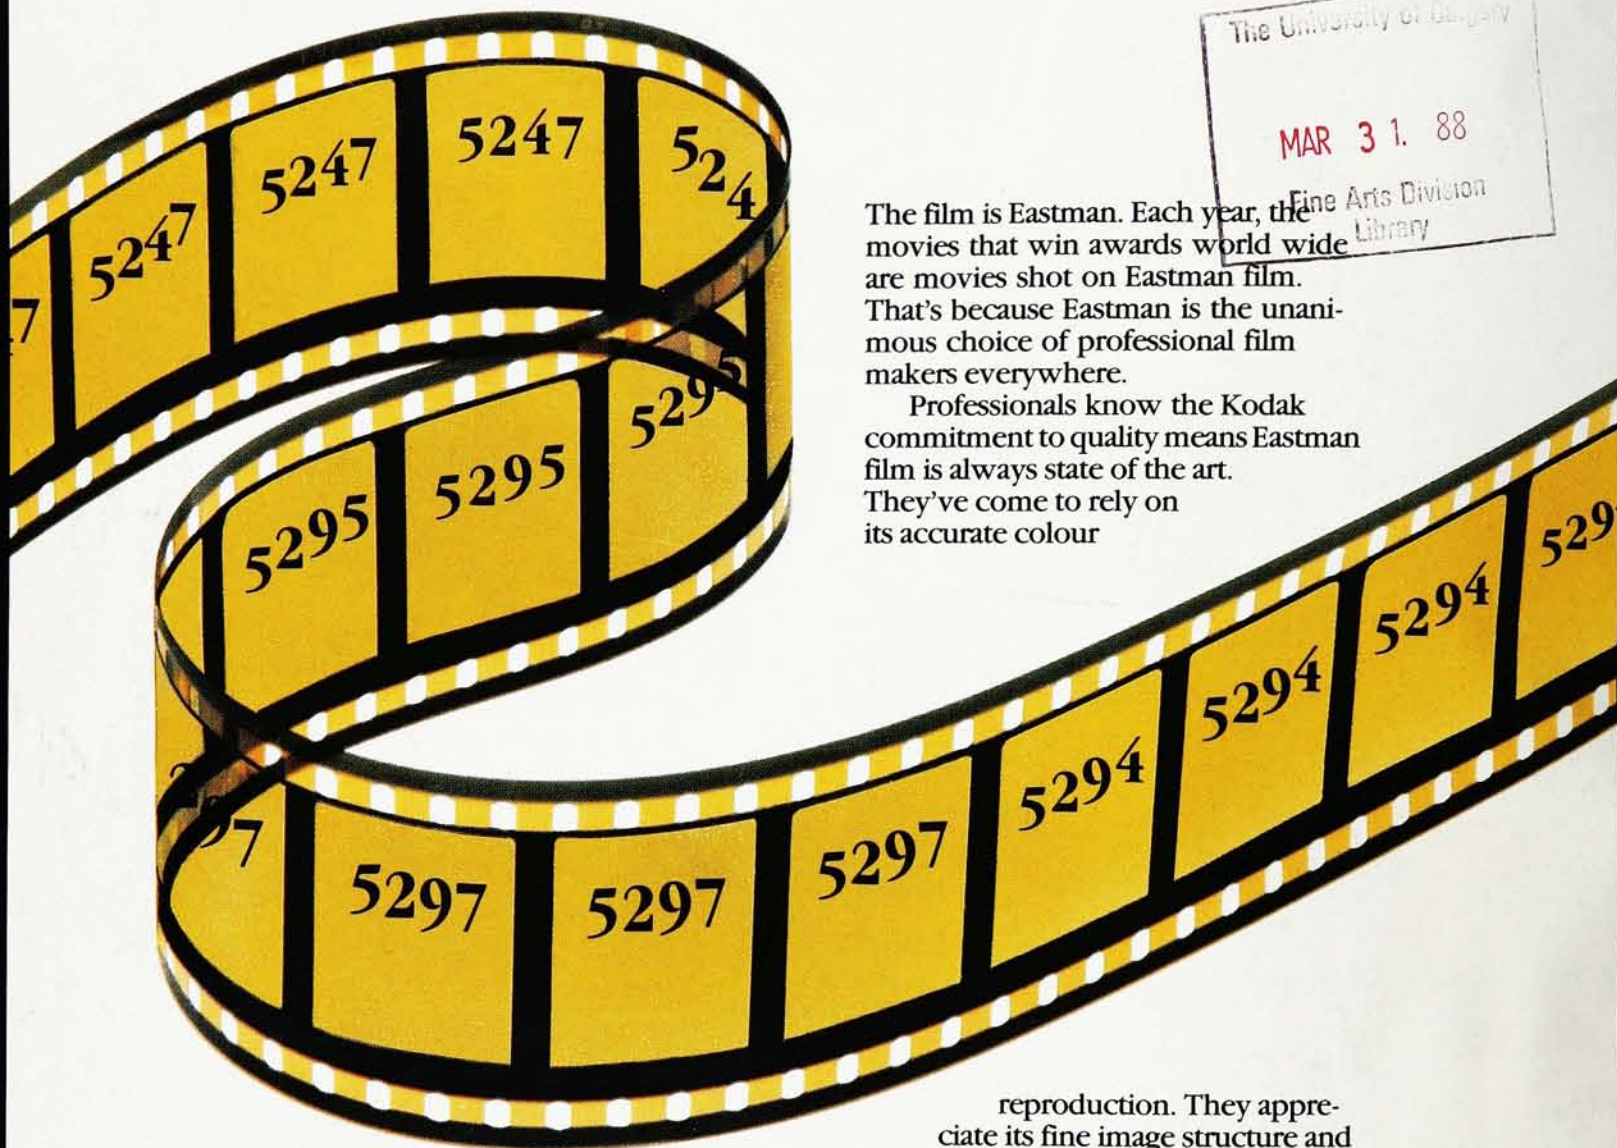 The University of Calgary
MAR 31. 88
Fine Arts Division
Library
5247
5247
5247
524
47
5295
5295
5295
The film is Eastman. Each year, the
movies that win awards world wide
are movies shot on Eastman film.
That's because Eastman is the unani-
mous choice of professional film
makers everywhere.
Professionals know the Kodak
commitment to quality means Eastman
film is always state of the art.
They've come to rely on
its accurate colour
97
5297
5297
5297
5294
5294
5294
529
reproduction. They appre-
ciate its fine image structure and